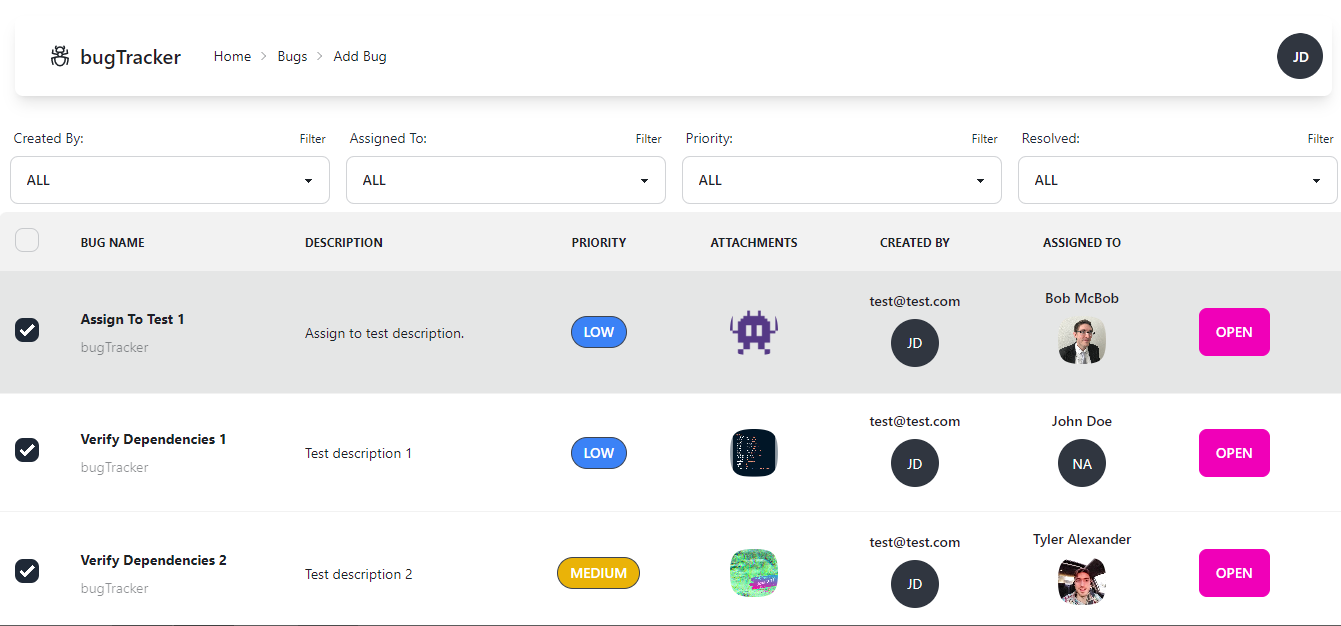 bugTracker Home Bugs Add Bug JD
Created By: Filter Assigned To: Filter Priority: Filter Resolved: Filter
ALL ALL ALL ALL
BUG NAME DESCRIPTION PRIORITY ATTACHMENTS CREATED BY ASSIGNED TO
Assign To Test 1
bugTracker
Assign to test description.
LOW
test@test.com
JD
Bob McBob
OPEN
Verify Dependencies 1
bugTracker
Test description 1
LOW
test@test.com
JD
John Doe
NA
OPEN
Verify Dependencies 2
bugTracker
Test description 2
MEDIUM
test@test.com
JD
Tyler Alexander
OPEN